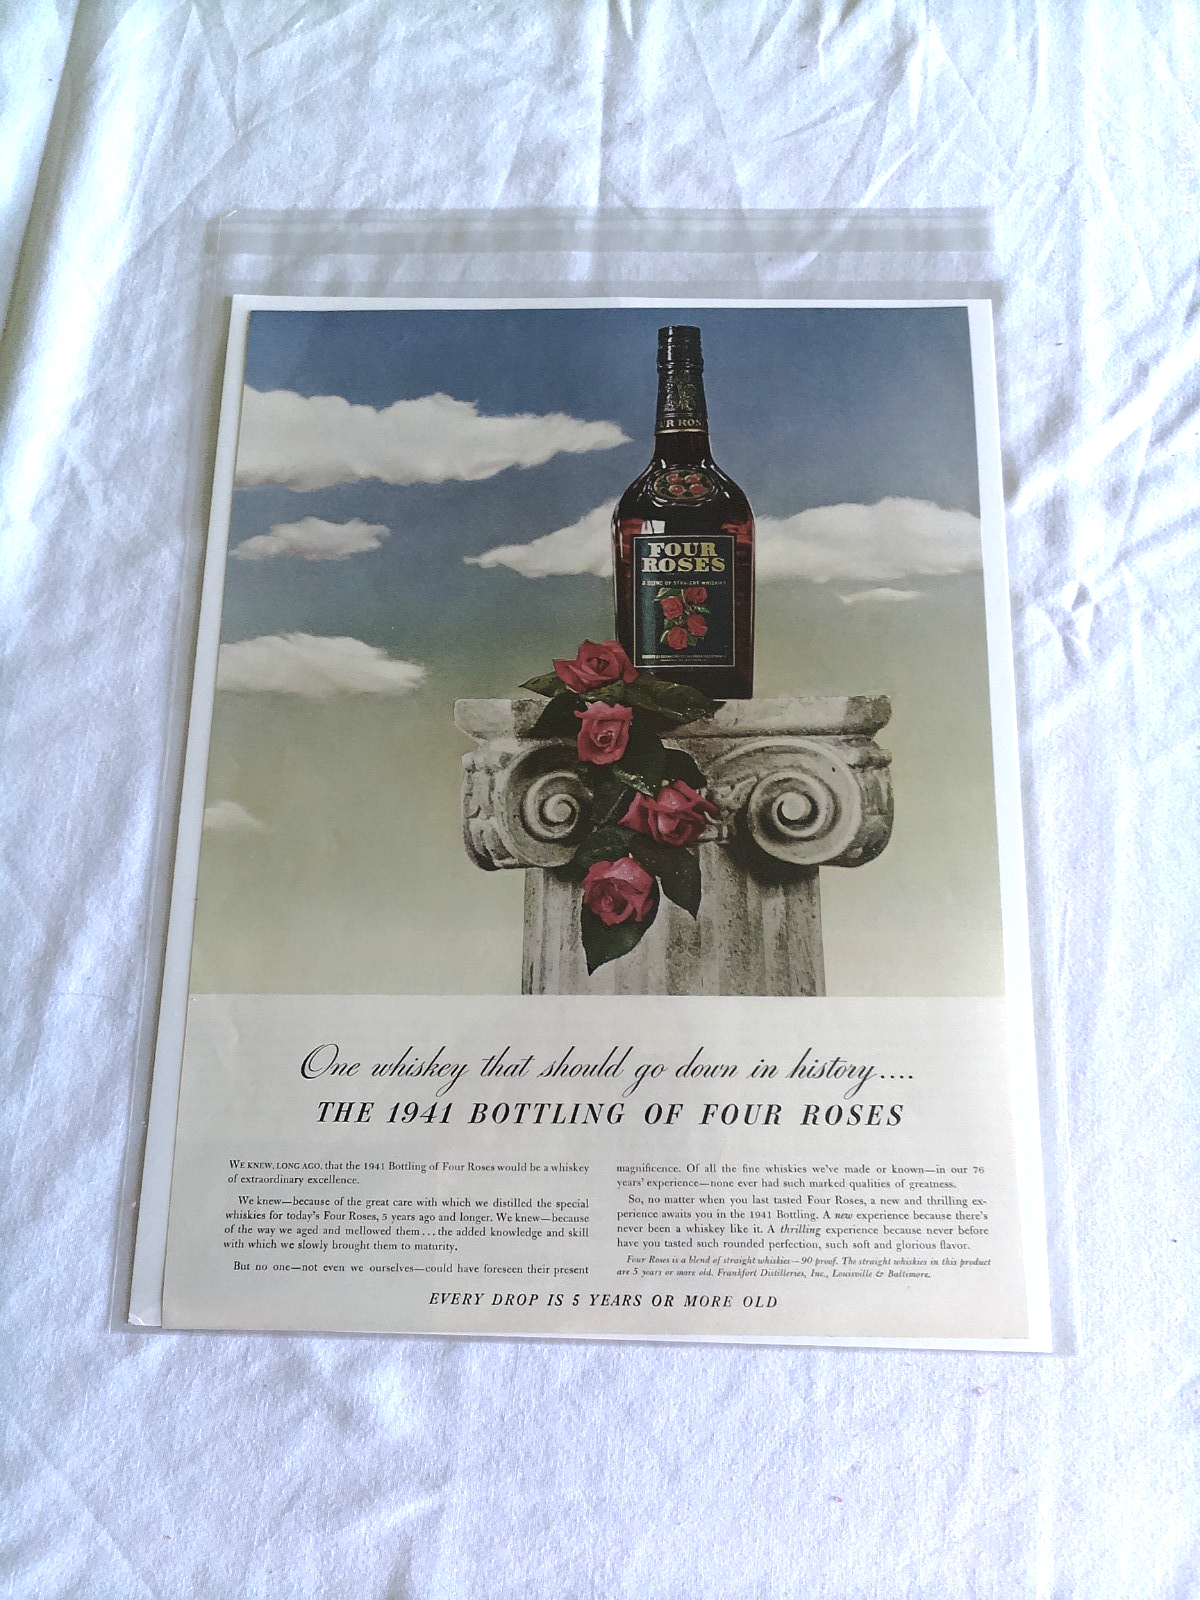 UR ROS
FOUR
ROSES
A BLEND OF STRAIGHT WHISKIES
One whiskey that should go down in history....
THE 1941 BOTTLING OF FOUR ROSES
WE KNEW, LONG AGO, that the 1941 Bottling of Four Roses would be a whiskey
of extraordinary excellence.
We knew—because of the great care with which we distilled the special
whiskies for today's Four Roses, 5 years ago and longer. We knew—because
of the way we aged and mellowed them...the added knowledge and skill
with which we slowly brought them to maturity.
But no one—not even we ourselves—could have foreseen their present
magnificence. Of all the fine whiskies we've made or known—in our 76
years' experience—none ever had such marked qualities of greatness.
So, no matter when you last tasted Four Roses, a new and thrilling ex-
perience awaits you in the 1941 Bottling. A new experience because there's
never been a whiskey like it. A thrilling experience because never before
have you tasted such rounded perfection, such soft and glorious flavor.
Four Roses is a blend of straight whiskies—90 proof. The straight whiskies in this product
are 5 years or more old. Frankfort Distilleries, Inc., Louisville & Baltimore.
EVERY DROP IS 5 YEARS OR MORE OLD